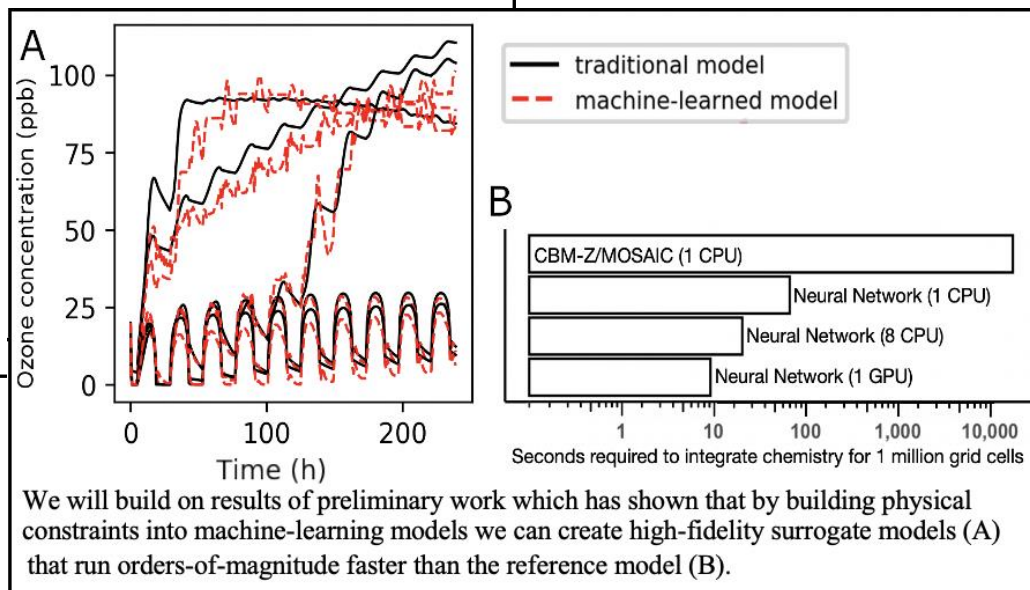 A
Ozone concentration (ppb)
100
75
50
25
0
0 100 200
Time (h)
traditional model
machine-learned model
B
CBM-Z/MOSAIC (1 CPU)
Neural Network (1 CPU)
Neural Network (8 CPU)
Neural Network (1 GPU)
1 10 100 1,000 10,000
Seconds required to integrate chemistry for 1 million grid cells
We will build on results of preliminary work which has shown that by building physical
constraints into machine-learning models we can create high-fidelity surrogate models (A)
that run orders-of-magnitude faster than the reference model (B).